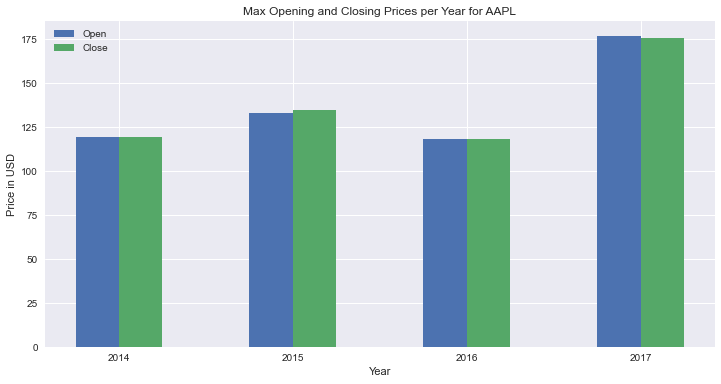 Max Opening and Closing Prices per Year for AAPL
Open
Close
175
150
125
100
75
50
25
0
Price in USD
2014 2015 2016 2017
Year